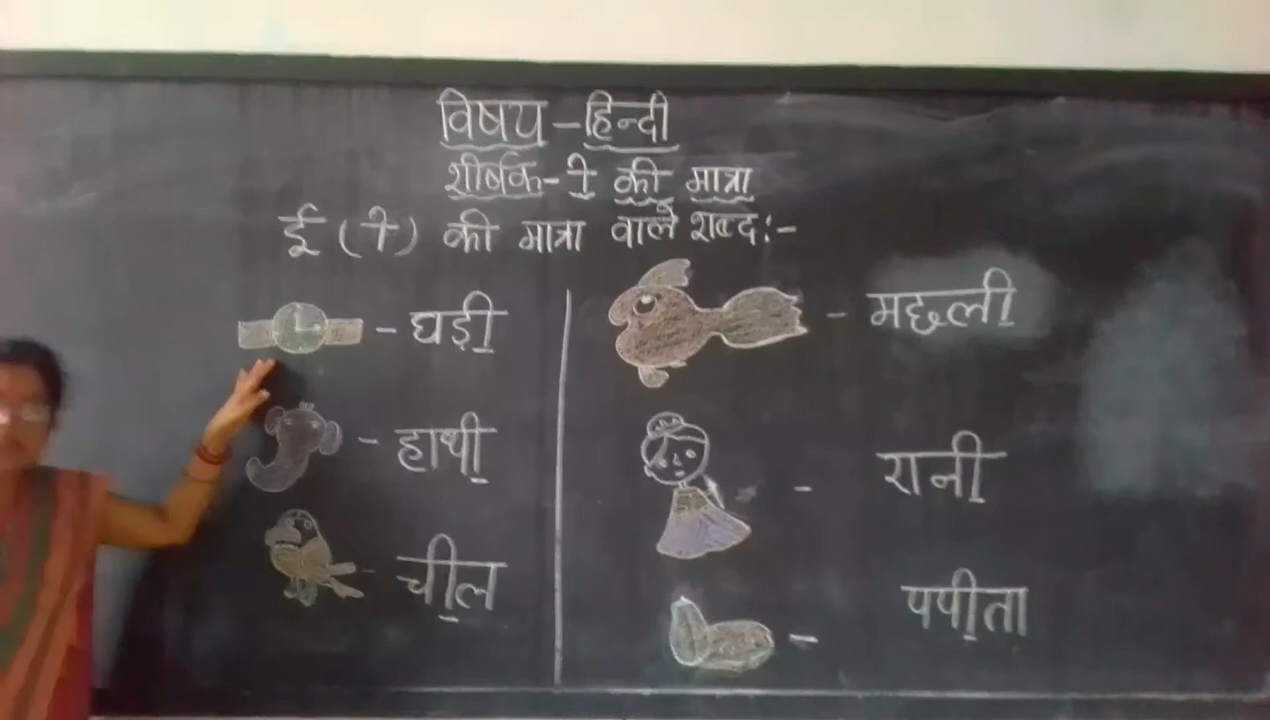 विषय - हिन्दी
शीर्षक - ी की मात्रा
ई (ी) की मात्रा वाले शब्द :-
- घड़ी
- हाथी
- चील
- मछली
- रानी
- पपीता